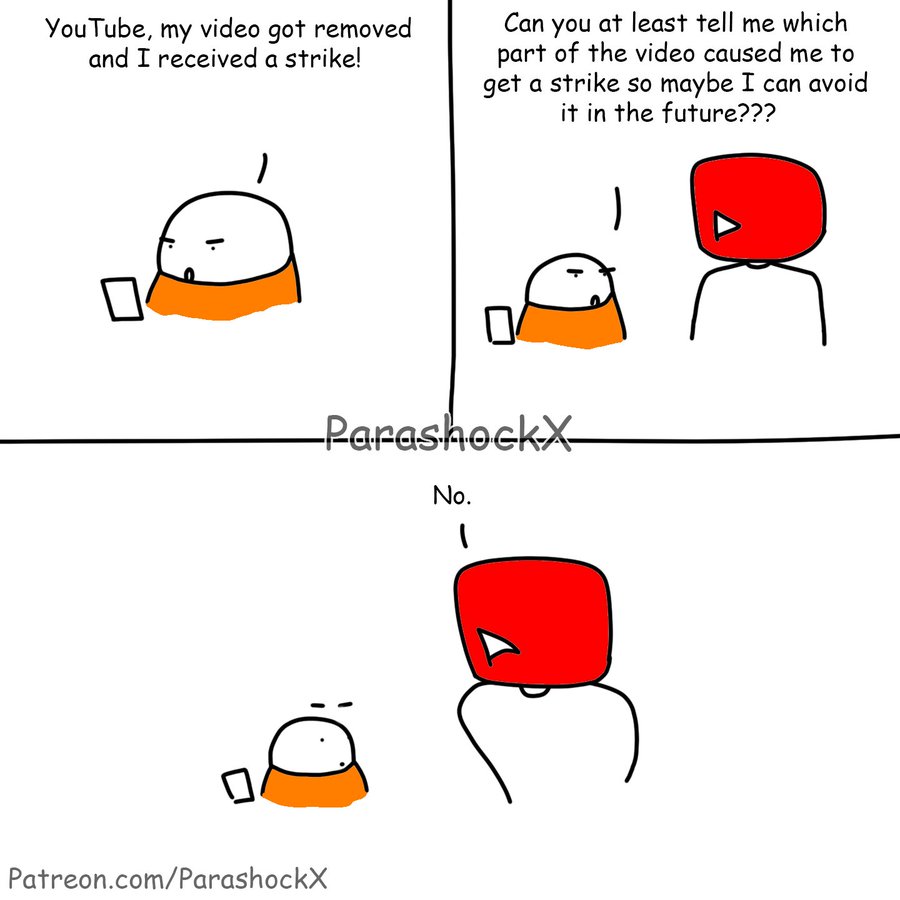 YouTube, my video got removed
and I received a strike!
Can you at least tell me which
part of the video caused me to
get a strike so maybe I can avoid
it in the future???
ParashockX
No.
Patreon.com/ParashockX